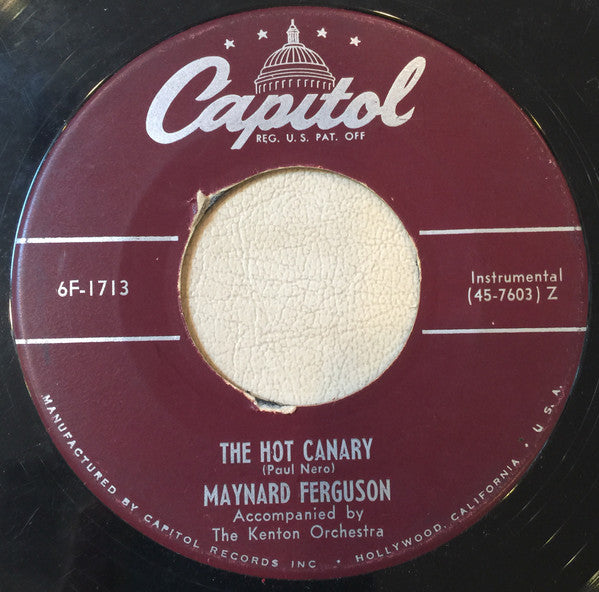 Capitol
REG. U. S. PAT. OFF
6F-1713
Instrumental
(45-7603) Z
THE HOT CANARY
(Paul Nero)
MAYNARD FERGUSON
Accompanied by
The Kenton Orchestra
MANUFACTURED BY CAPITOL RECORDS INC • HOLLYWOOD, CALIFORNIA • U. S. A.